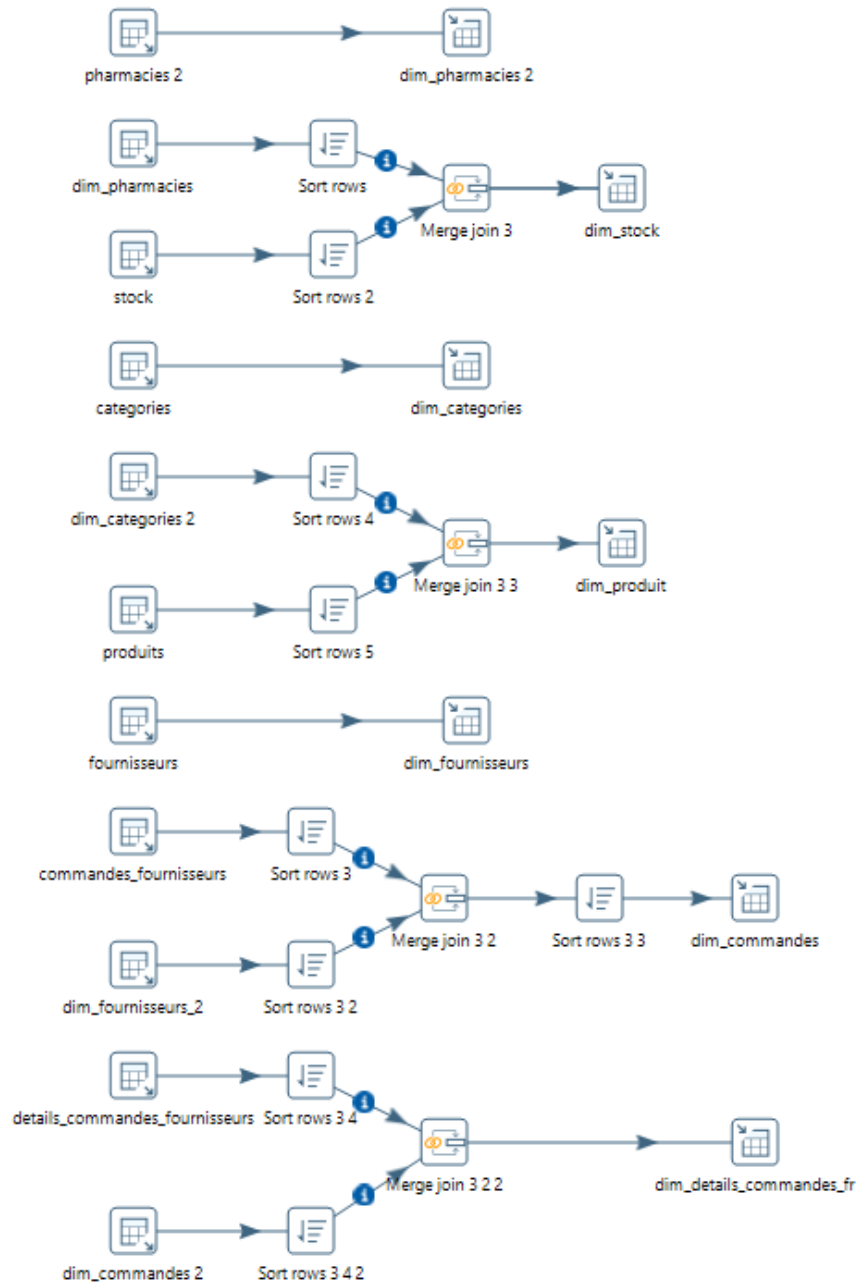 pharmacies 2
dim_pharmacies 2
dim_pharmacies
Sort rows
Merge join 3
dim_stock
stock
Sort rows 2
categories
dim_categories
dim_categories 2
Sort rows 4
Merge join 3 3
dim_produit
produits
Sort rows 5
fournisseurs
dim_fournisseurs
commandes_fournisseurs
Sort rows 3
Merge join 3 2
Sort rows 3 3
dim_commandes
dim_fournisseurs_2
Sort rows 3 2
details_commandes_fournisseurs
Sort rows 3 4
Merge join 3 2 2
dim_details_commandes_fr
dim_commandes 2
Sort rows 3 4 2